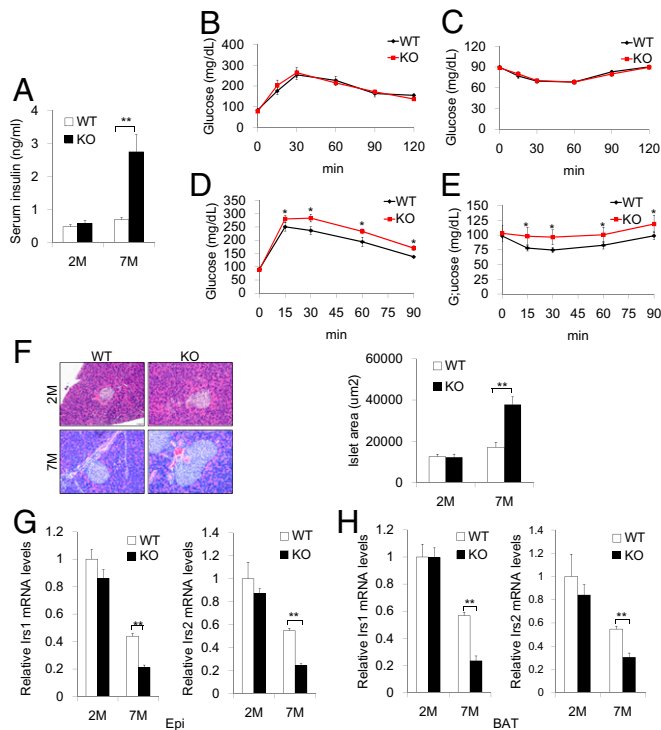 A
Serum insulin (ng/ml)
4
3
2
1
0
WT
KO
**
2M 7M
B
Glucose (mg/dL)
400
300
200
100
0
WT
KO
0 30 60 90 120
min
C
Glucose (mg/dL)
120
90
60
30
0
WT
KO
0 30 60 90 120
min
D
Glucose (mg/dL)
350
300
250
200
150
100
50
0
WT
KO
* * * *
0 15 30 45 60 75 90
min
E
G;ucose (mg/dL)
125
100
75
50
25
0
WT
KO
* * * *
0 15 30 45 60 75 90
min
F
WT KO
2M
7M
Islet area (um2)
60000
40000
20000
0
WT
KO
**
2M 7M
G
Relative Irs1 mRNA levels
1.2
1
0.8
0.6
0.4
0.2
0
WT
KO
**
2M 7M
Relative Irs2 mRNA levels
1.4
1.2
1
0.8
0.6
0.4
0.2
0
WT
KO
**
2M 7M
Epi
H
Relative Irs1 mRNA levels
1.2
1
0.8
0.6
0.4
0.2
0
WT
KO
**
2M 7M
Relative Irs2 mRNA levels
1.4
1.2
1
0.8
0.6
0.4
0.2
0
WT
KO
**
2M 7M
BAT